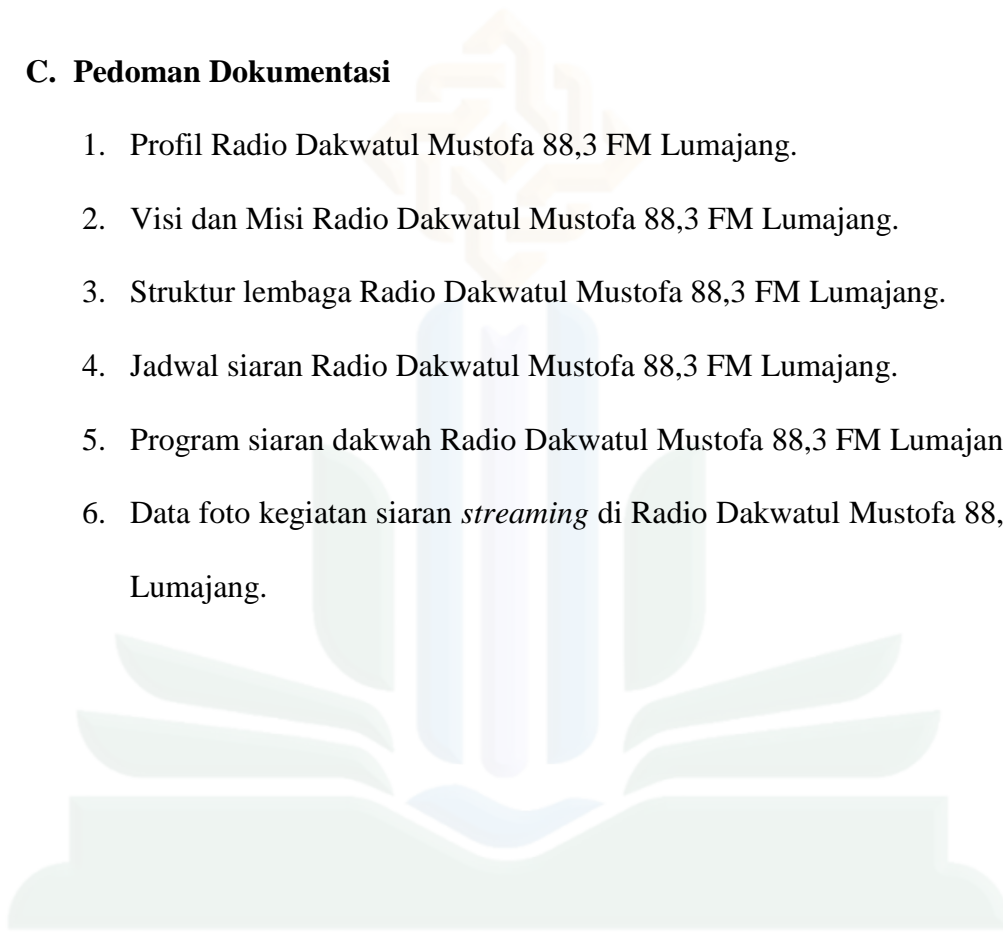 C. Pedoman Dokumentasi
1. Profil Radio Dakwatul Mustofa 88,3 FM Lumajang.
2. Visi dan Misi Radio Dakwatul Mustofa 88,3 FM Lumajang.
3. Struktur lembaga Radio Dakwatul Mustofa 88,3 FM Lumajang.
4. Jadwal siaran Radio Dakwatul Mustofa 88,3 FM Lumajang.
5. Program siaran dakwah Radio Dakwatul Mustofa 88,3 FM Lumajan
6. Data foto kegiatan siaran streaming di Radio Dakwatul Mustofa 88,
Lumajang.